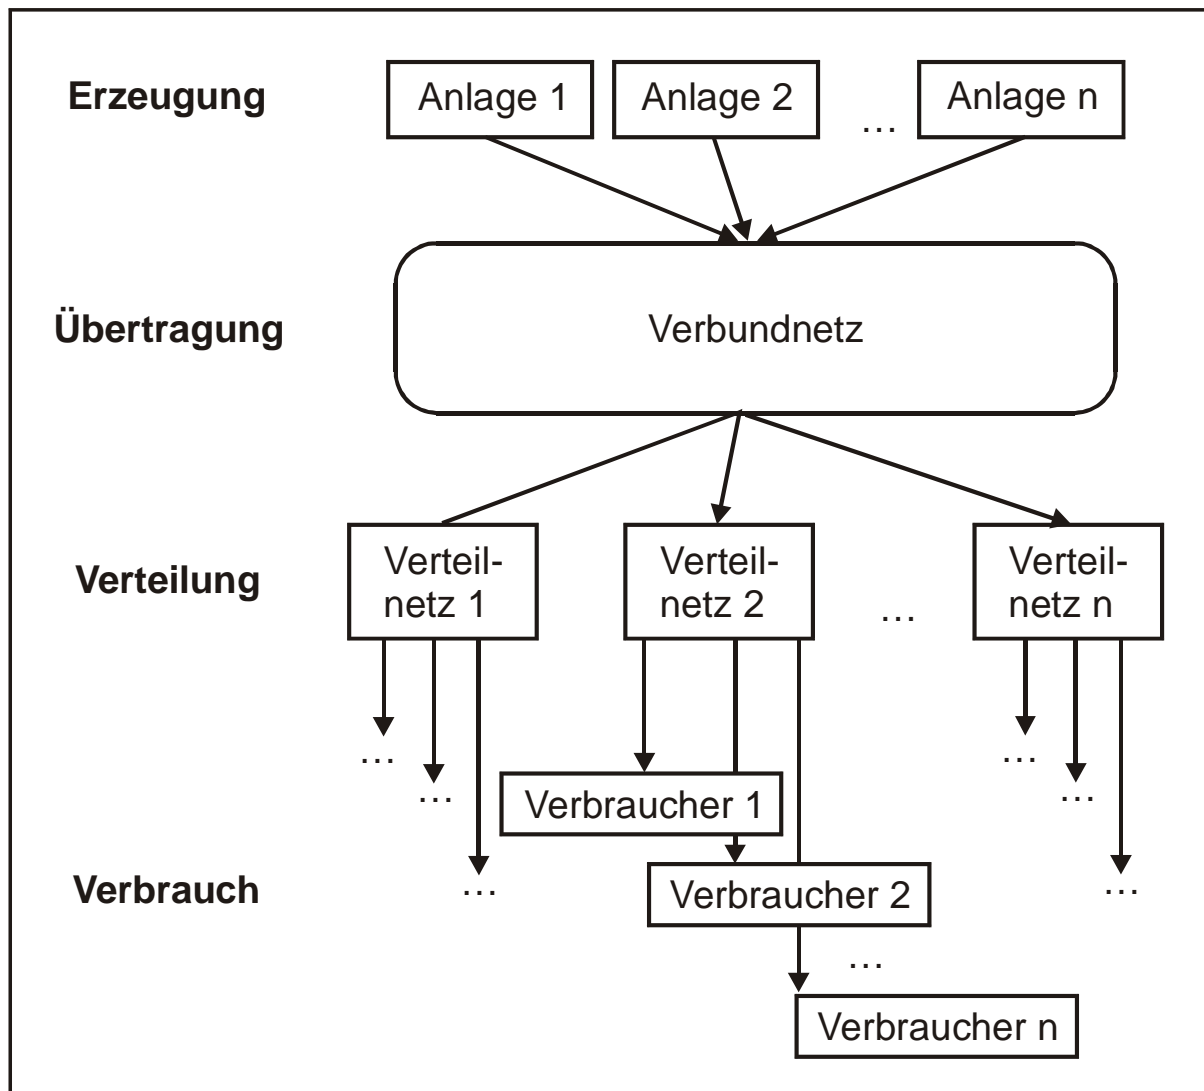 Erzeugung
Anlage 1
Anlage 2
...
Anlage n
Übertragung
Verbundnetz
Verteilung
Verteil-
netz 1
Verteil-
netz 2
...
Verteil-
netz n
...
...
...
Verbraucher 1
...
...
...
Verbrauch
Verbraucher 2
...
Verbraucher n